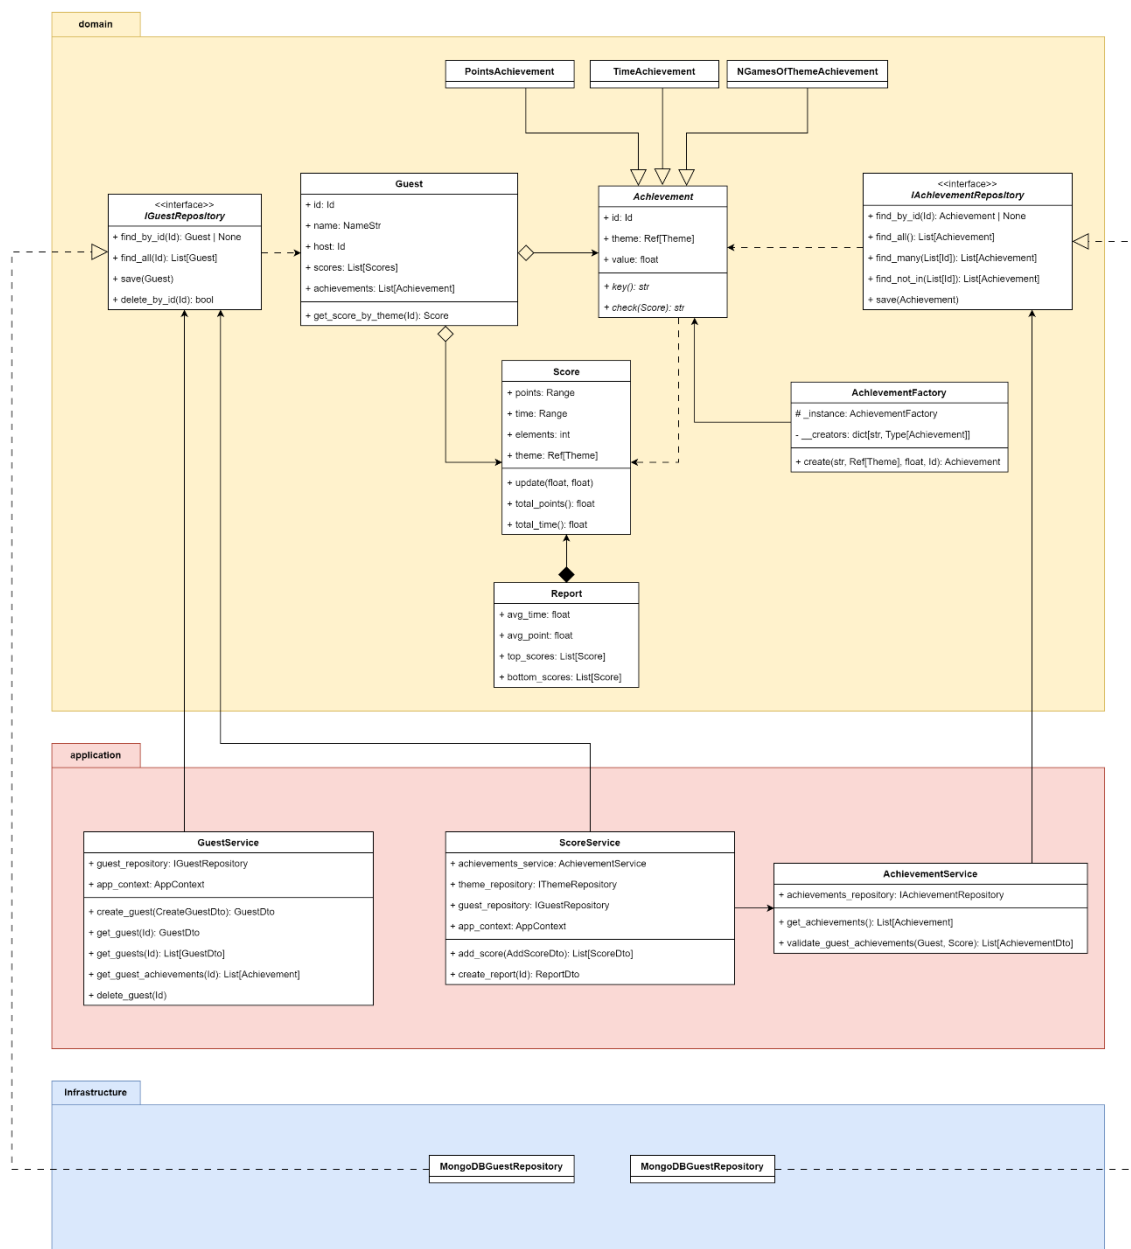 domain
PointsAchievement
TimeAchievement
NGamesOfThemeAchievement
<<interface>>
IGuestRepository
+ find_by_id(Id): Guest | None
+ find_all(Id): List[Guest]
+ save(Guest)
+ delete_by_id(Id): bool
Guest
+ id: Id
+ name: NameStr
+ host: Id
+ scores: List[Scores]
+ achievements: List[Achievement]
+ get_score_by_theme(Id): Score
Achievement
+ id: Id
+ theme: Ref[Theme]
+ value: float
+ key(): str
+ check(Score): str
<<interface>>
IAchievementRepository
+ find_by_id(Id): Achievement | None
+ find_all(): List[Achievement]
+ find_many(List[Id]): List[Achievement]
+ find_not_in(List[Id]): List[Achievement]
+ save(Achievement)
Score
+ points: Range
+ time: Range
+ elements: int
+ theme: Ref[Theme]
+ update(float, float)
+ total_points(): float
+ total_time(): float
AchievementFactory
# _instance: AchievementFactory
- __creators: dict[str, Type[Achievement]]
+ create(str, Ref[Theme], float, Id): Achievement
Report
+ avg_time: float
+ avg_point: float
+ top_scores: List[Score]
+ bottom_scores: List[Score]
application
GuestService
+ guest_repository: IGuestRepository
+ app_context: AppContext
+ create_guest(CreateGuestDto): GuestDto
+ get_guest(Id): GuestDto
+ get_guests(Id): List[GuestDto]
+ get_guest_achievements(Id): List[Achievement]
+ delete_guest(Id)
ScoreService
+ achievements_service: AchievementService
+ theme_repository: IThemeRepository
+ guest_repository: IGuestRepository
+ app_context: AppContext
+ add_score(AddScoreDto): List[ScoreDto]
+ create_report(Id): ReportDto
AchievementService
+ achievements_repository: IAchievementRepository
+ get_achievements(): List[Achievement]
+ validate_guest_achievements(Guest, Score): List[AchievementDto]
Infrastructure
MongoDBGuestRepository
MongoDBGuestRepository